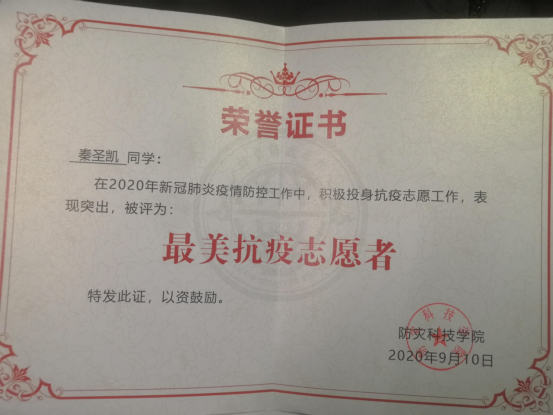 荣誉证书
秦圣凯 同学：
在2020年新冠肺炎疫情防控工作中，积极投身抗疫志愿工作，表
现突出，被评为：
最美抗疫志愿者
特发此证，以资鼓励。
防灾科技学院
2020年9月10日